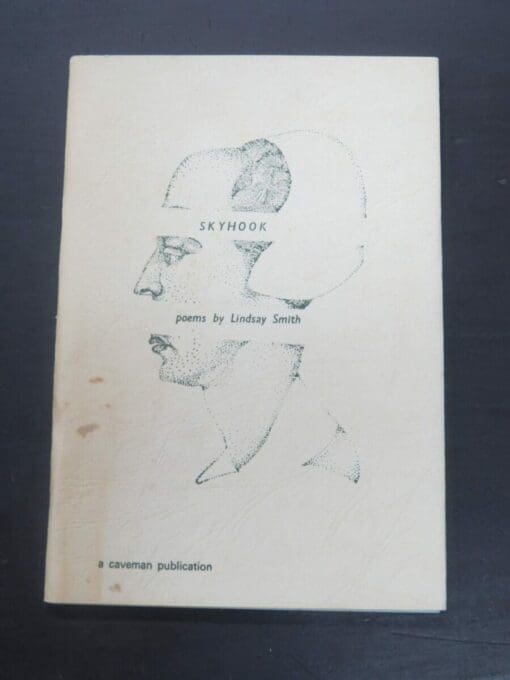 SKYHOOK
poems by Lindsay Smith
a caveman publication